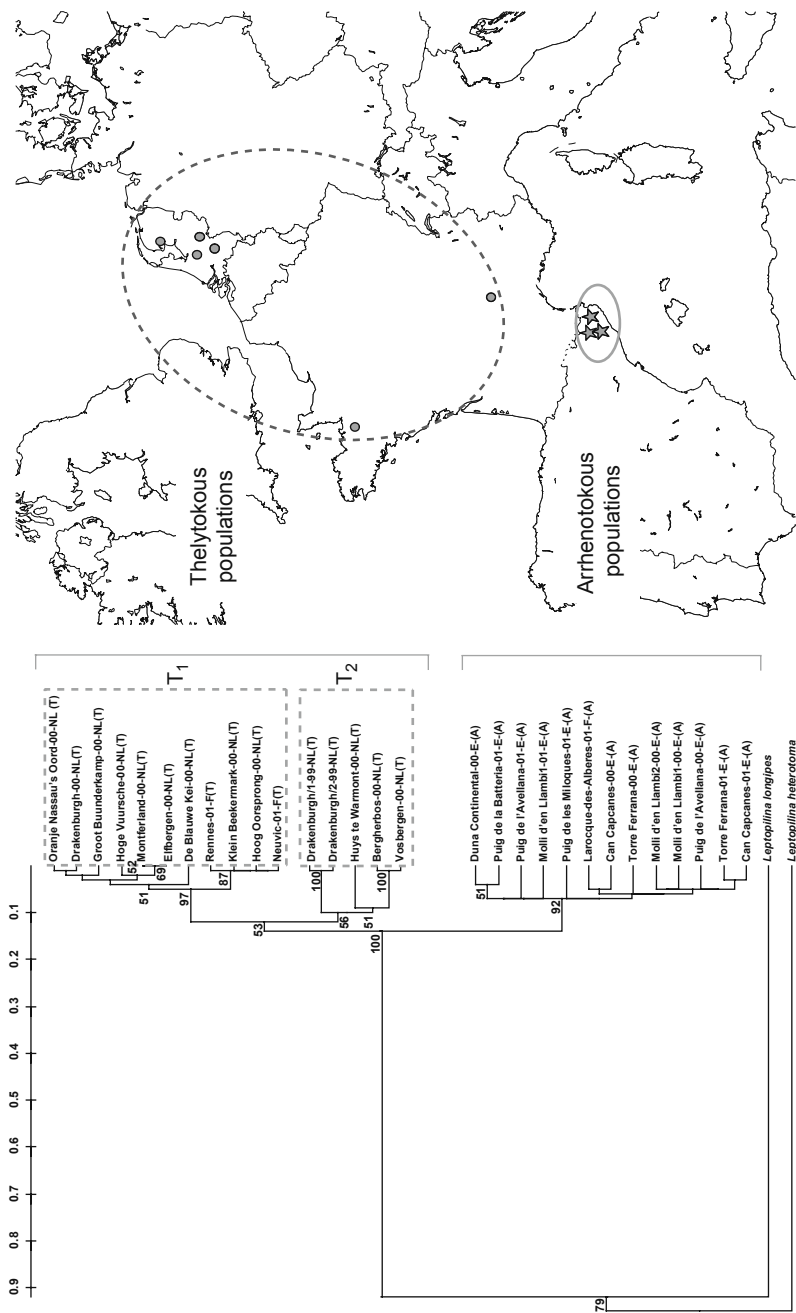 Thelytokous
populations
Arrhenotokous
populations
T1
T2
Oranje Nassau's Oord-00-NL (T)
Drakenburgh-00-NL(T)
Groot Buunderkamp-00-NL(T)
Hoge Vuursche-00-NL(T)
Montferland-00-NL(T)
Elfbergen-00-NL(T)
De Blauwe Kei-00-NL(T)
Rennes-01-F(T)
Klein Beekermark-00-NL(T)
Hoog Oorsprong-00-NL(T)
Neuvic-01-F(T)
Drakenburgh/1-99-NL(T)
Drakenburgh/2-99-NL(T)
Huys te Warmont-00-NL(T)
Bergherbos-00-NL(T)
Vosbergen-00-NL(T)
Duna Continental-00-E-(A)
Puig de la Batteria-01-E-(A)
Puig de l'Avellana-01-E-(A)
Molli d'en Llambi1-01-E-(A)
Puig de les Miloques-01-E-(A)
Larocque-des-Alberes-01-F-(A)
Can Capcanes-00-E-(A)
Torre Ferrana-00-E-(A)
Molli d'en Llambi2-00-E-(A)
Molli d'en Llambi1-00-E-(A)
Puig de l'Avellana-00-E-(A)
Torre Ferrana-01-E-(A)
Can Capcanes-01-E-(A)
Leptopilina longipes
Leptopilina heterotoma
52
69
51
97
87
53
100
56
51
100
100
51
92
79
0.9
0.8
0.7
0.6
0.5
0.4
0.3
0.2
0.1